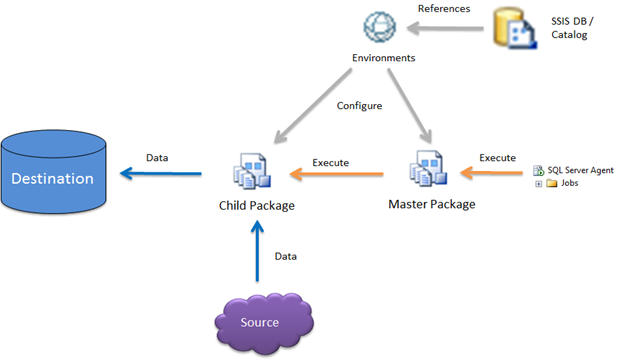 References
SSIS DB /
Catalog
Environments
Configure
Data
Execute
Execute
SQL Server Agent
Jobs
Destination
Child Package
Master Package
Data
Source